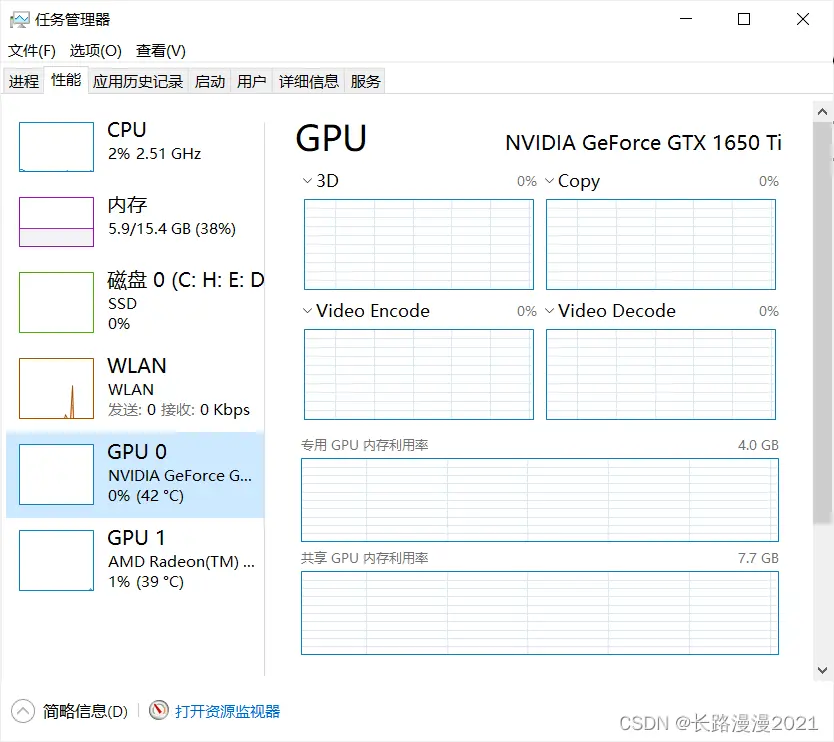 任务管理器
文件(F) 选项(O) 查看(V)
进程 性能 应用历史记录 启动 用户 详细信息 服务
CPU
2% 2.51 GHz
内存
5.9/15.4 GB (38%)
磁盘 0 (C: H: E: D
SSD
0%
WLAN
WLAN
发送: 0 接收: 0 Kbps
GPU 0
NVIDIA GeForce G...
0% (42 °C)
GPU 1
AMD Radeon(TM) ...
1% (39 °C)
GPU NVIDIA GeForce GTX 1650 Ti
3D 0% Copy 0%
Video Encode 0% Video Decode 0%
专用 GPU 内存利用率 4.0 GB
共享 GPU 内存利用率 7.7 GB
简略信息(D) 打开资源监视器
CSDN @长路漫漫2021